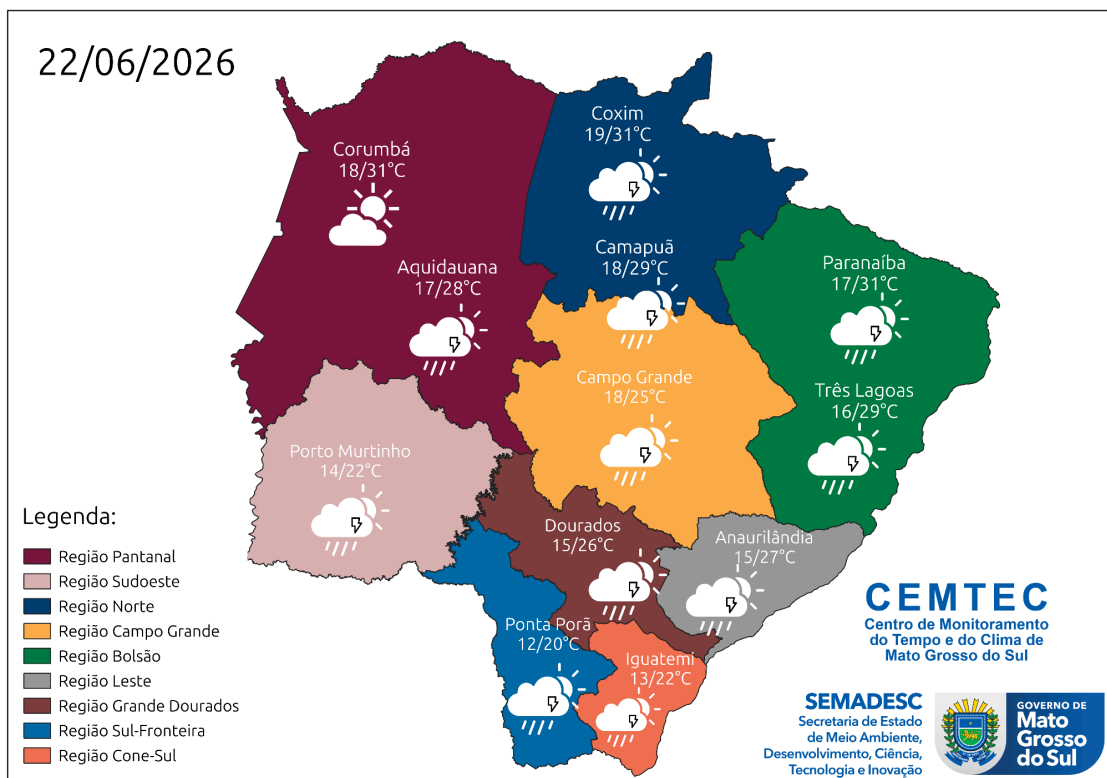 22/06/2026
Coxim
19/31°C
Corumbá
18/31°C
Camapuã
18/29°C
Aquidauana
17/28°C
Paranaíba
17/31°C
Campo Grande
18/25°C
Três Lagoas
16/29°C
Porto Murtinho
14/22°C
Dourados
15/26°C
Anaurilândia
15/27°C
Ponta Porã
12/20°C
Iguatemi
13/22°C
Legenda:
Região Pantanal
Região Sudoeste
Região Norte
Região Campo Grande
Região Bolsão
Região Leste
Região Grande Dourados
Região Sul-Fronteira
Região Cone-Sul
CEMTEC
Centro de Monitoramento
do Tempo e do Clima de
Mato Grosso do Sul
SEMADESC
Secretaria de Estado
de Meio Ambiente,
Desenvolvimento, Ciência,
Tecnologia e Inovação
GOVERNO DE
Mato
Grosso
do Sul